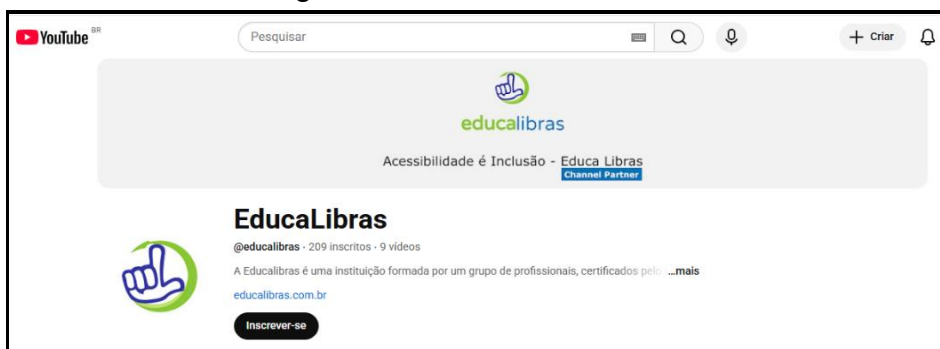 YouTube BR
Pesquisar
+ Criar
educalibras
Acessibilidade é Inclusão - Educa Libras
Channel Partner
EducaLibras
@educalibras · 209 inscritos · 9 vídeos
A Educalibras é uma instituição formada por um grupo de profissionais, certificados pelo ...mais
educalibras.com.br
Inscrever-se